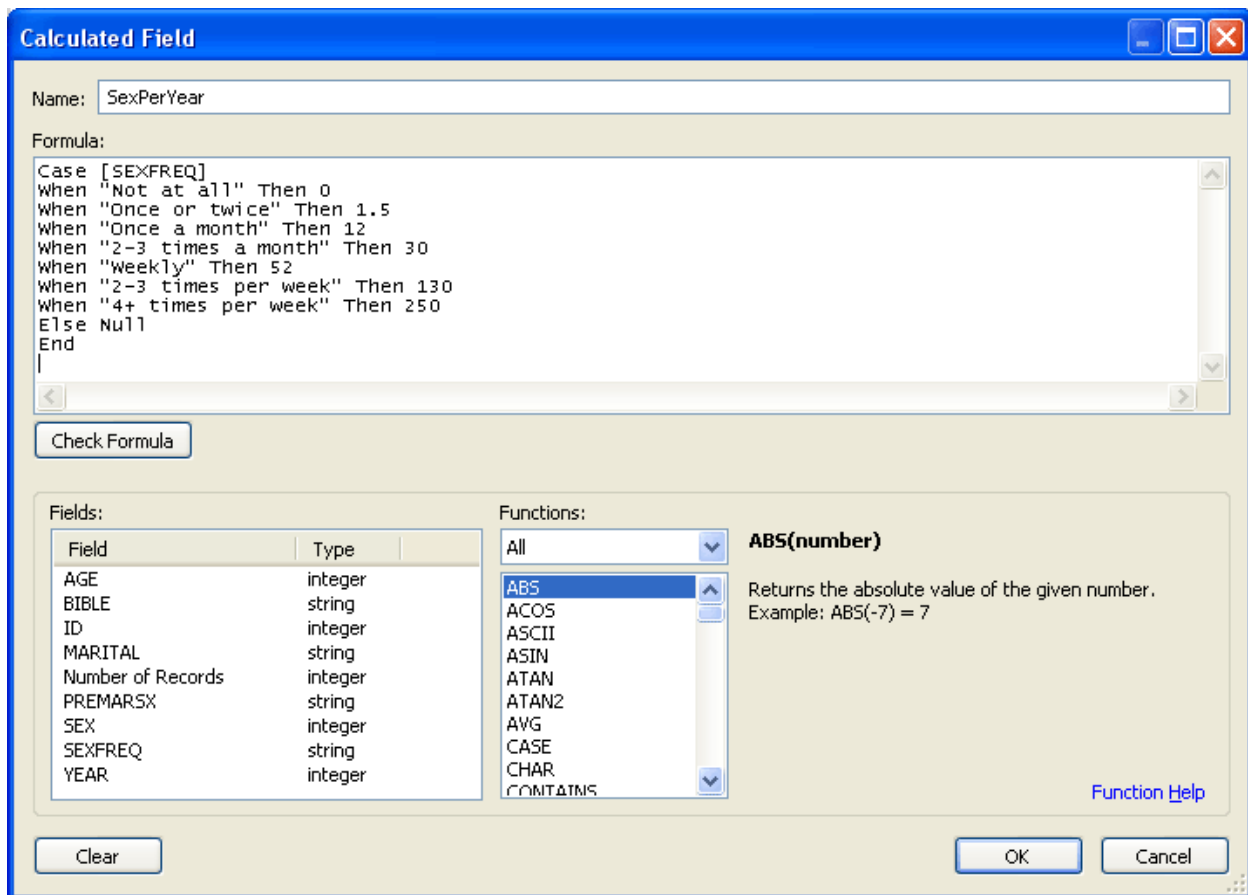 Calculated Field
Name: SexPerYear
Formula:
Case [SEXFREQ]
When "Not at all" Then 0
When "Once or twice" Then 1.5
When "Once a month" Then 12
When "2-3 times a month" Then 30
When "Weekly" Then 52
When "2-3 times per week" Then 130
When "4+ times per week" Then 250
Else Null
End
Check Formula
Fields:
Field Type
AGE integer
BIBLE string
ID integer
MARITAL string
Number of Records integer
PREMARSX string
SEX integer
SEXFREQ string
YEAR integer
Functions:
All
ABS
ACOS
ASCII
ASIN
ATAN
ATAN2
AVG
CASE
CHAR
CONTAINS
ABS(number)
Returns the absolute value of the given number.
Example: ABS(-7) = 7
Function Help
Clear
OK
Cancel